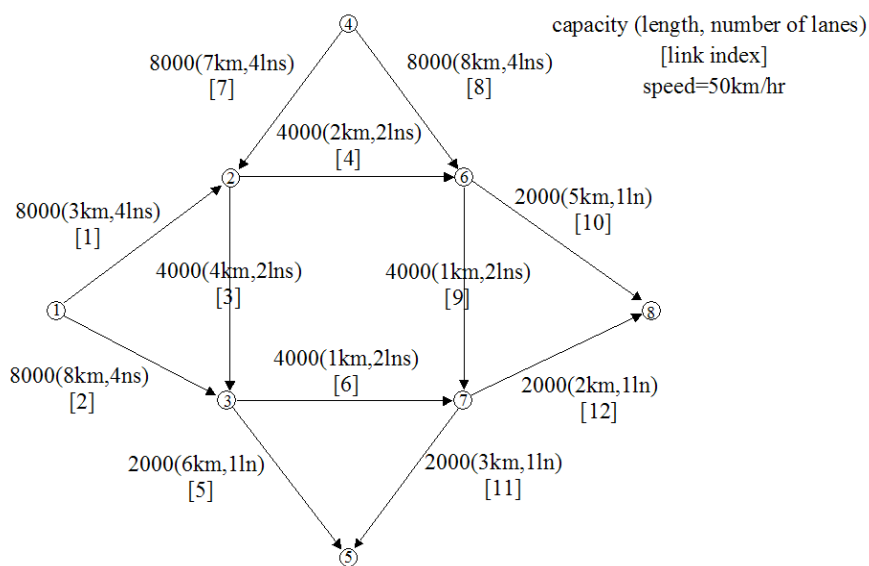 ④
capacity (length, number of lanes)
[link index]
speed=50km/hr
8000(7km,4lns)
[7]
8000(8km,4lns)
[8]
4000(2km,2lns)
[4]
2
6
8000(3km,4lns)
[1]
2000(5km,1ln)
[10]
4000(4km,2lns)
[3]
4000(1km,2lns)
[9]
1
8
8000(8km,4ns)
[2]
4000(1km,2lns)
[6]
2000(2km,1ln)
[12]
3
7
2000(6km,1ln)
[5]
2000(3km,1ln)
[11]
5